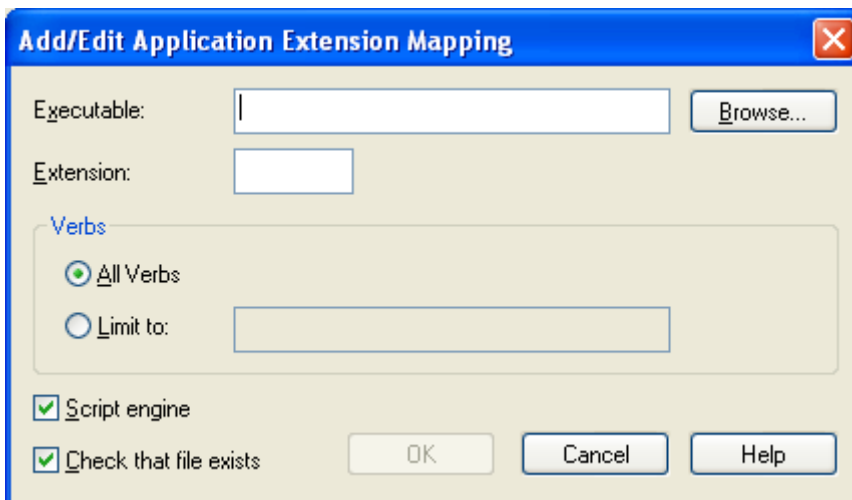 Add/Edit Application Extension Mapping
Executable:
Browse...
Extension:
Verbs
All Verbs
Limit to:
Script engine
Check that file exists
OK
Cancel
Help